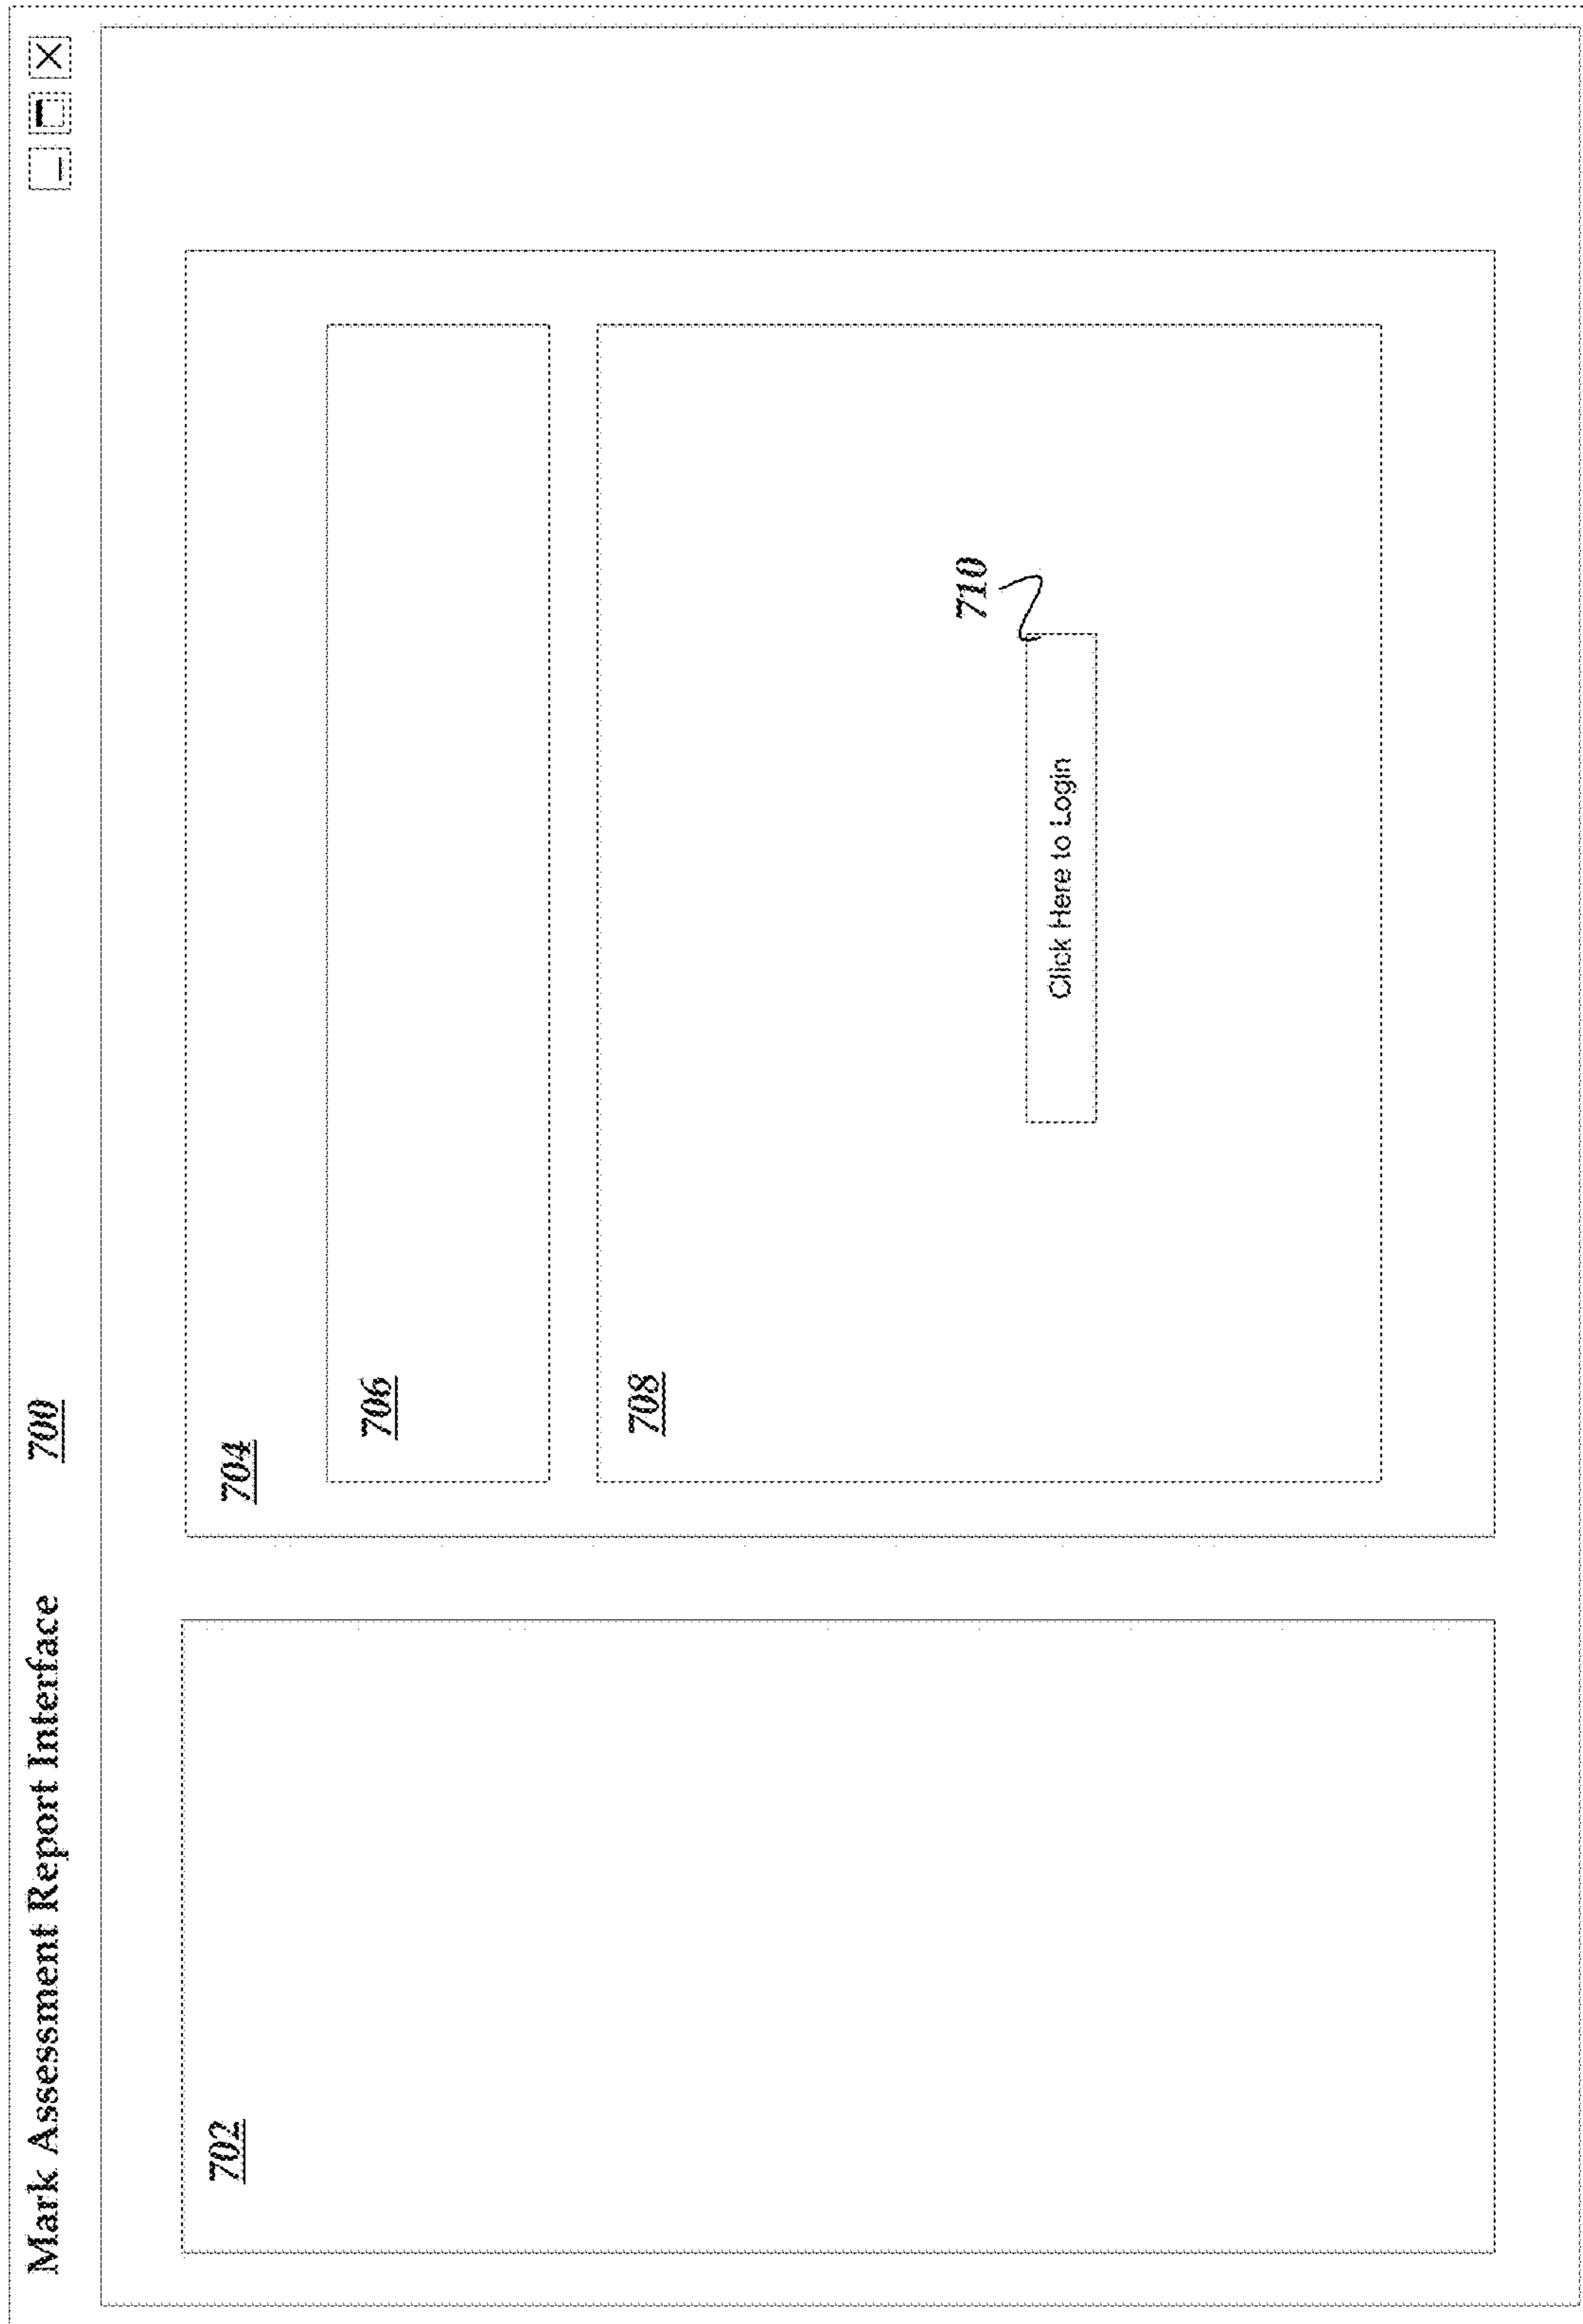 Mark Assessment Report Interface 700
702
704
706
708
710
Click Here to Login